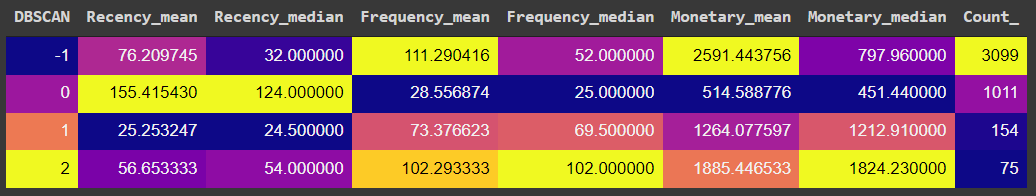 DBSCAN Recency_mean Recency_median Frequency_mean Frequency_median Monetary_mean Monetary_median Count_
-1 76.209745 32.000000 111.290416 52.000000 2591.443756 797.960000 3099
0 155.415430 124.000000 28.556874 25.000000 514.588776 451.440000 1011
1 25.253247 24.500000 73.376623 69.500000 1264.077597 1212.910000 154
2 56.653333 54.000000 102.293333 102.000000 1885.446533 1824.230000 75